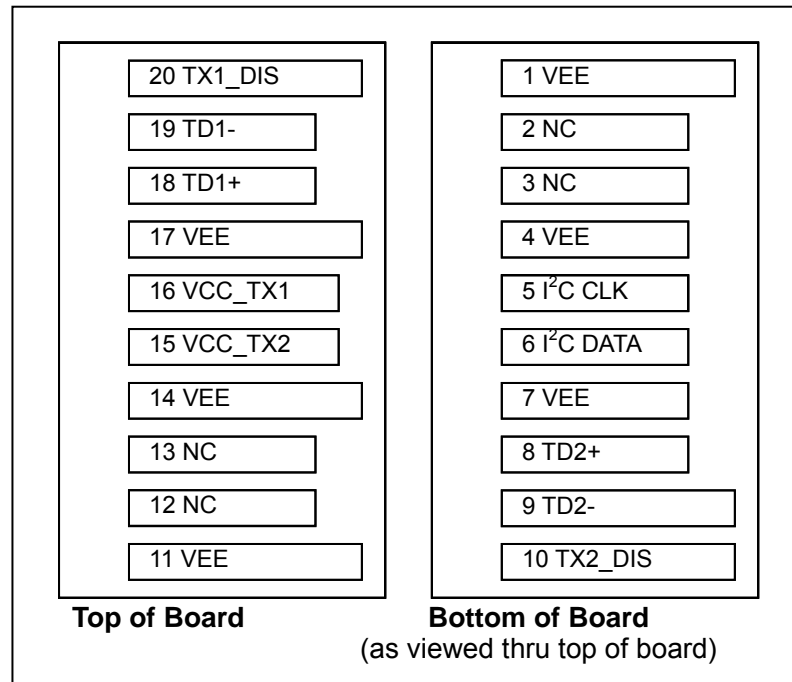 20 TX1_DIS
19 TD1-
18 TD1+
17 VEE
16 VCC_TX1
15 VCC_TX2
14 VEE
13 NC
12 NC
11 VEE
Top of Board
1 VEE
2 NC
3 NC
4 VEE
5 I²C CLK
6 I²C DATA
7 VEE
8 TD2+
9 TD2-
10 TX2_DIS
Bottom of Board
(as viewed thru top of board)